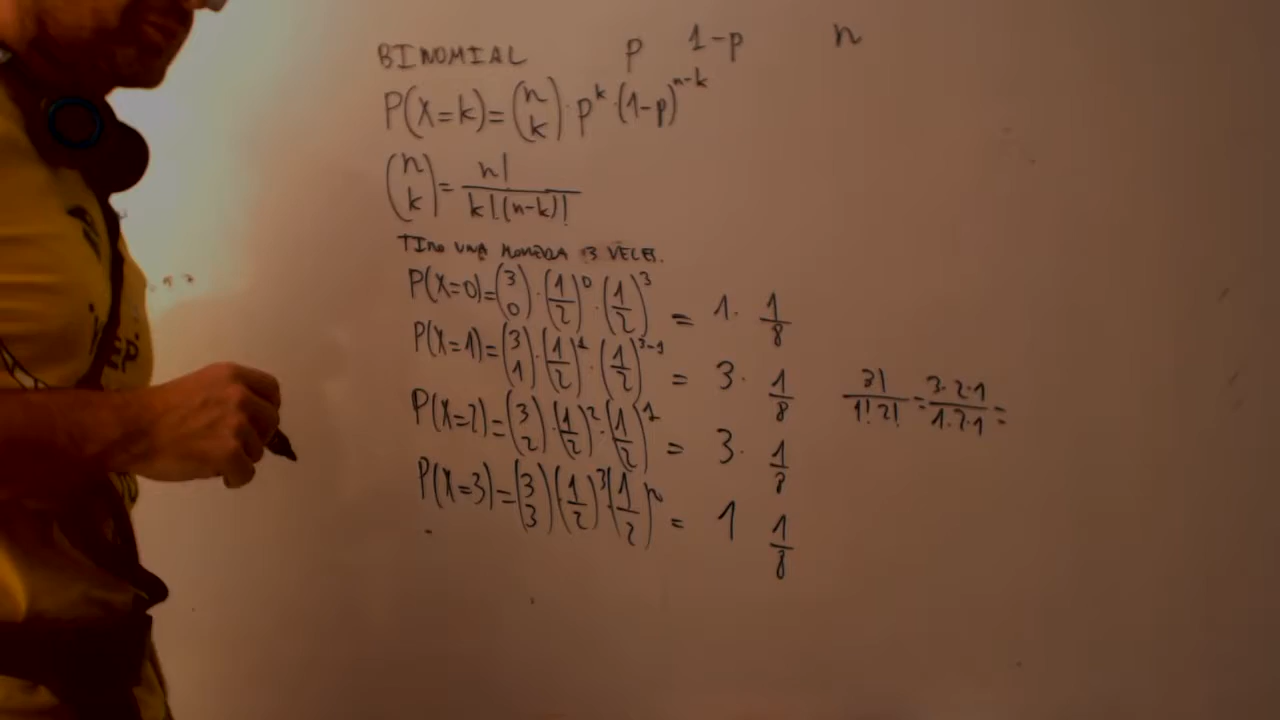 BINOMIAL p 1-p n
P(X=k)=(n k)·p^k·(1-p)^n-k
(n k)=n!/k!(n-k)!
TIRO UNA MONEDA 3 VECES.
P(X=0)=(3 0)·(1/2)^0·(1/2)^3 = 1·1/8
P(X=1)=(3 1)·(1/2)^1·(1/2)^3-1 = 3·1/8 3!/1!2!=3·2·1/1·2·1=
P(X=2)=(3 2)·(1/2)^2·(1/2)^1 = 3·1/8
P(X=3)=(3 3)(1/2)^3(1/2)^0 = 1 1/8